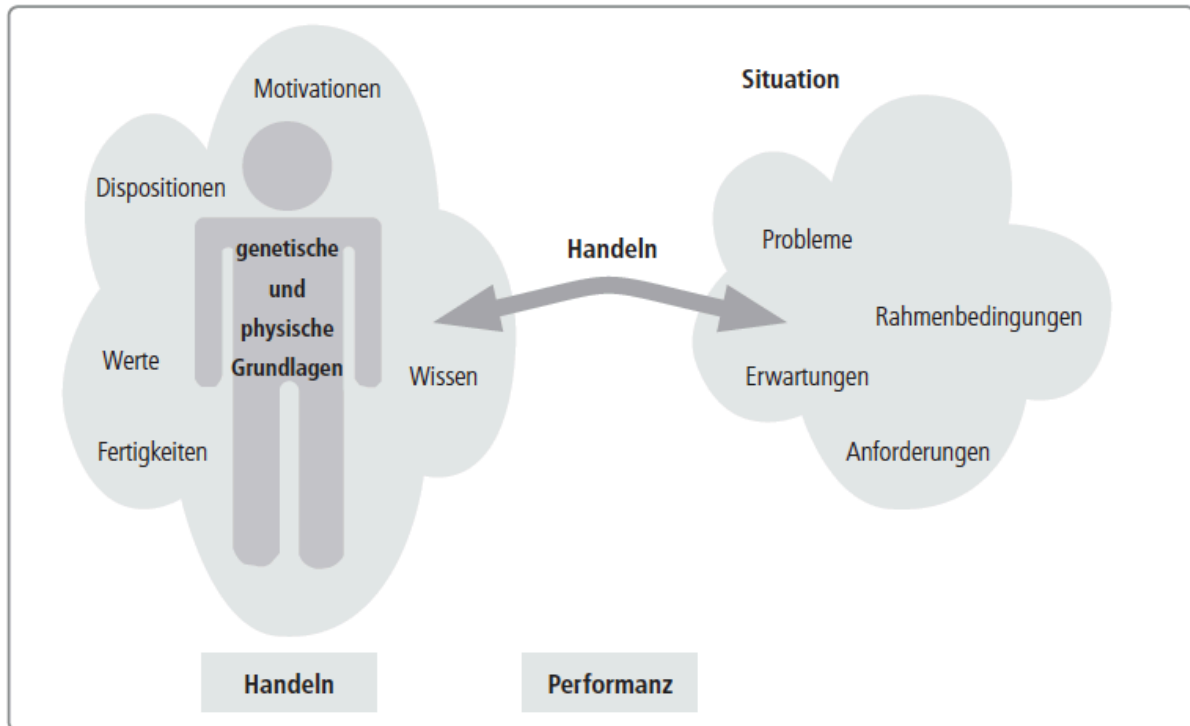 Motivationen
Situation
Dispositionen
genetische
und
physische
Grundlagen
Handeln
Probleme
Rahmenbedingungen
Werte
Wissen
Erwartungen
Fertigkeiten
Anforderungen
Handeln
Performanz